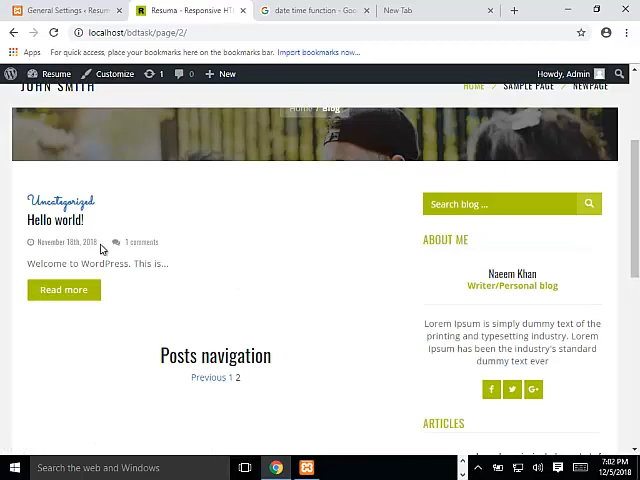 General Settings ‹ Resum
Resuma - Responsive HT
date time function - Goo
New Tab
localhost/bdtask/page/2/
Apps For quick access, place your bookmarks here on the bookmarks bar. Import bookmarks now...
Resume Customize 1 0 New Howdy, Admin
JOHN SMITH HOME / SAMPLE PAGE / NEWPAGE
Home / Blog
Uncategorized
Hello world!
November 18th, 2018 1 comments
Welcome to WordPress. This is...
Read more
Posts navigation
Previous 1 2
Search blog ...
ABOUT ME
Naeem Khan
Writer/Personal blog
Lorem Ipsum is simply dummy text of the
printing and typesetting industry. Lorem
Ipsum has been the industry's standard
dummy text ever
f G+
ARTICLES
Search the web and Windows
7:02 PM
12/5/2018